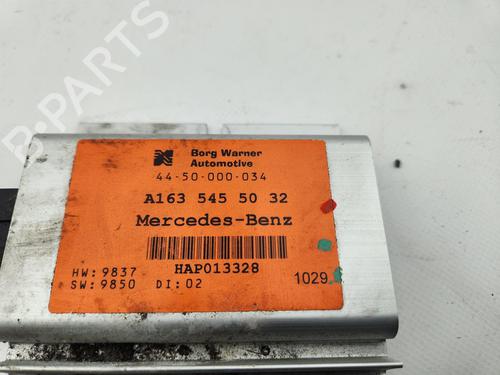 B-PARTS
Borg Warner
Automotive
44-50-000-034
A163 545 50 32
Mercedes-Benz
HAP013328
HW: 9837
SW: 9850 DI: 02
1029